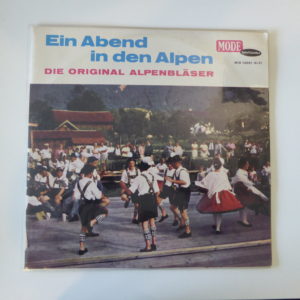 Ein Abend
in den Alpen
DIE ORIGINAL ALPENBLÄSER
MODE